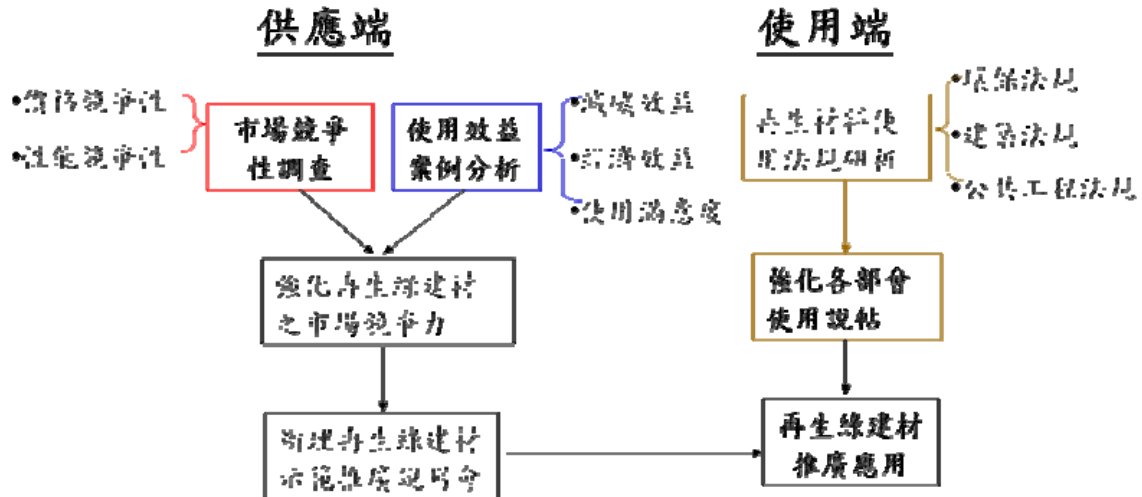 供應端
使用端
•價格競爭性
•性能競爭性
市場競爭
性調查
使用效益
案例分析
•減碳效益
•經濟效益
•使用滿意度
再生材料使
用法規研析
•環保法規
•建築法規
•公共工程法規
強化再生綠建材
之市場競爭力
強化各部會
使用說帖
辦理再生綠建材
示範推廣說明會
再生綠建材
推廣應用